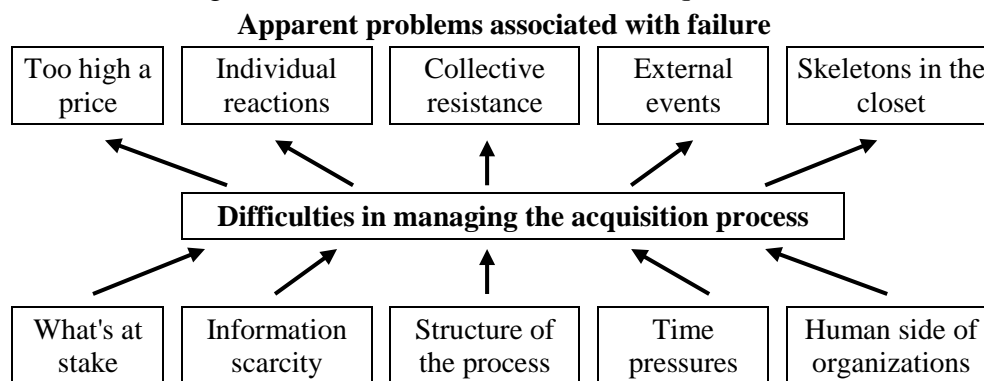 Apparent problems associated with failure
Too high a
price
Individual
reactions
Collective
resistance
External
events
Skeletons in the
closet
Difficulties in managing the acquisition process
What's at
stake
Information
scarcity
Structure of
the process
Time
pressures
Human side of
organizations